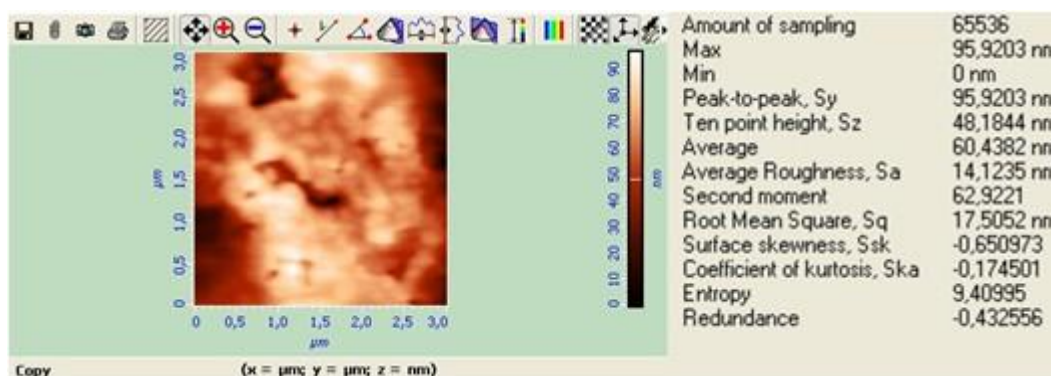 Amount of sampling 65536
Max 95,9203 nm
Min 0 nm
Peak-to-peak, Sy 95,9203 nm
Ten point height, Sz 48,1844 nm
Average 60,4382 nm
Average Roughness, Sa 14,1235 nm
Second moment 62,9221
Root Mean Square, Sq 17,5052 nm
Surface skewness, Ssk -0,650973
Coefficient of kurtosis, Ska -0,174501
Entropy 9,40995
Redundance -0,432556
3,0
2,5
2,0
1,5
1,0
0,5
0
μm
0 0,5 1,0 1,5 2,0 2,5 3,0
μm
90
80
70
60
50
40
30
20
10
0
nm
Copy (x = μm; y = μm; z = nm)